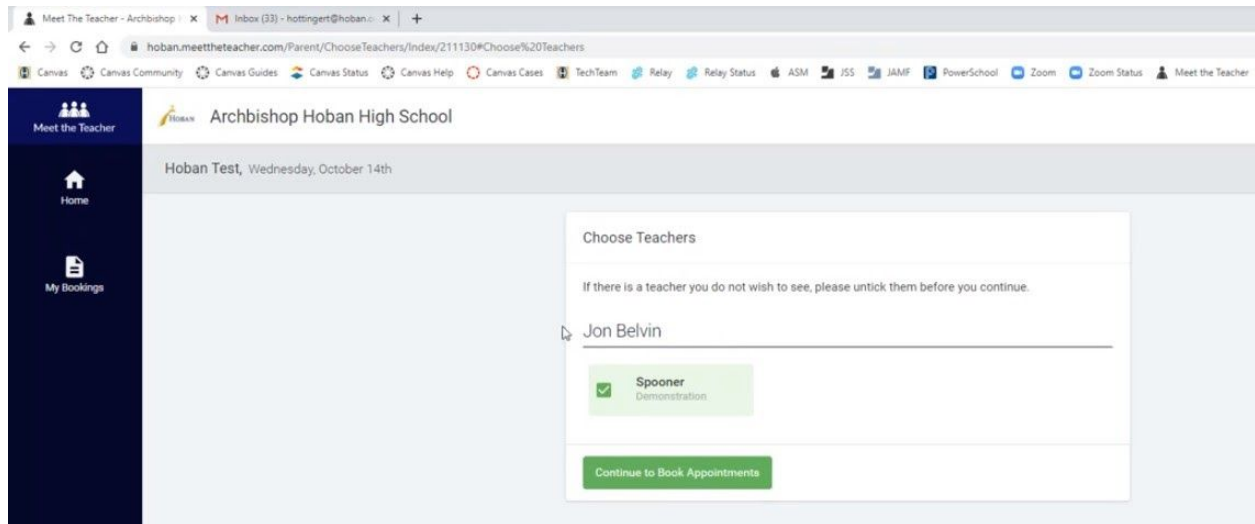 Meet The Teacher - Archbishop
Inbox (33) - hottingert@hoban.c
hoban.meettheteacher.com/Parent/ChooseTeachers/Index/211130#Choose%20Teachers
Canvas Canvas Community Canvas Guides Canvas Status Canvas Help Canvas Cases TechTeam Relay Relay Status ASM JSS JAMF PowerSchool Zoom Zoom Status Meet the Teacher
Meet the Teacher
HOBAN Archbishop Hoban High School
Hoban Test, Wednesday, October 14th
Home
My Bookings
Choose Teachers
If there is a teacher you do not wish to see, please untick them before you continue.
Jon Belvin
Spooner
Demonstration
Continue to Book Appointments